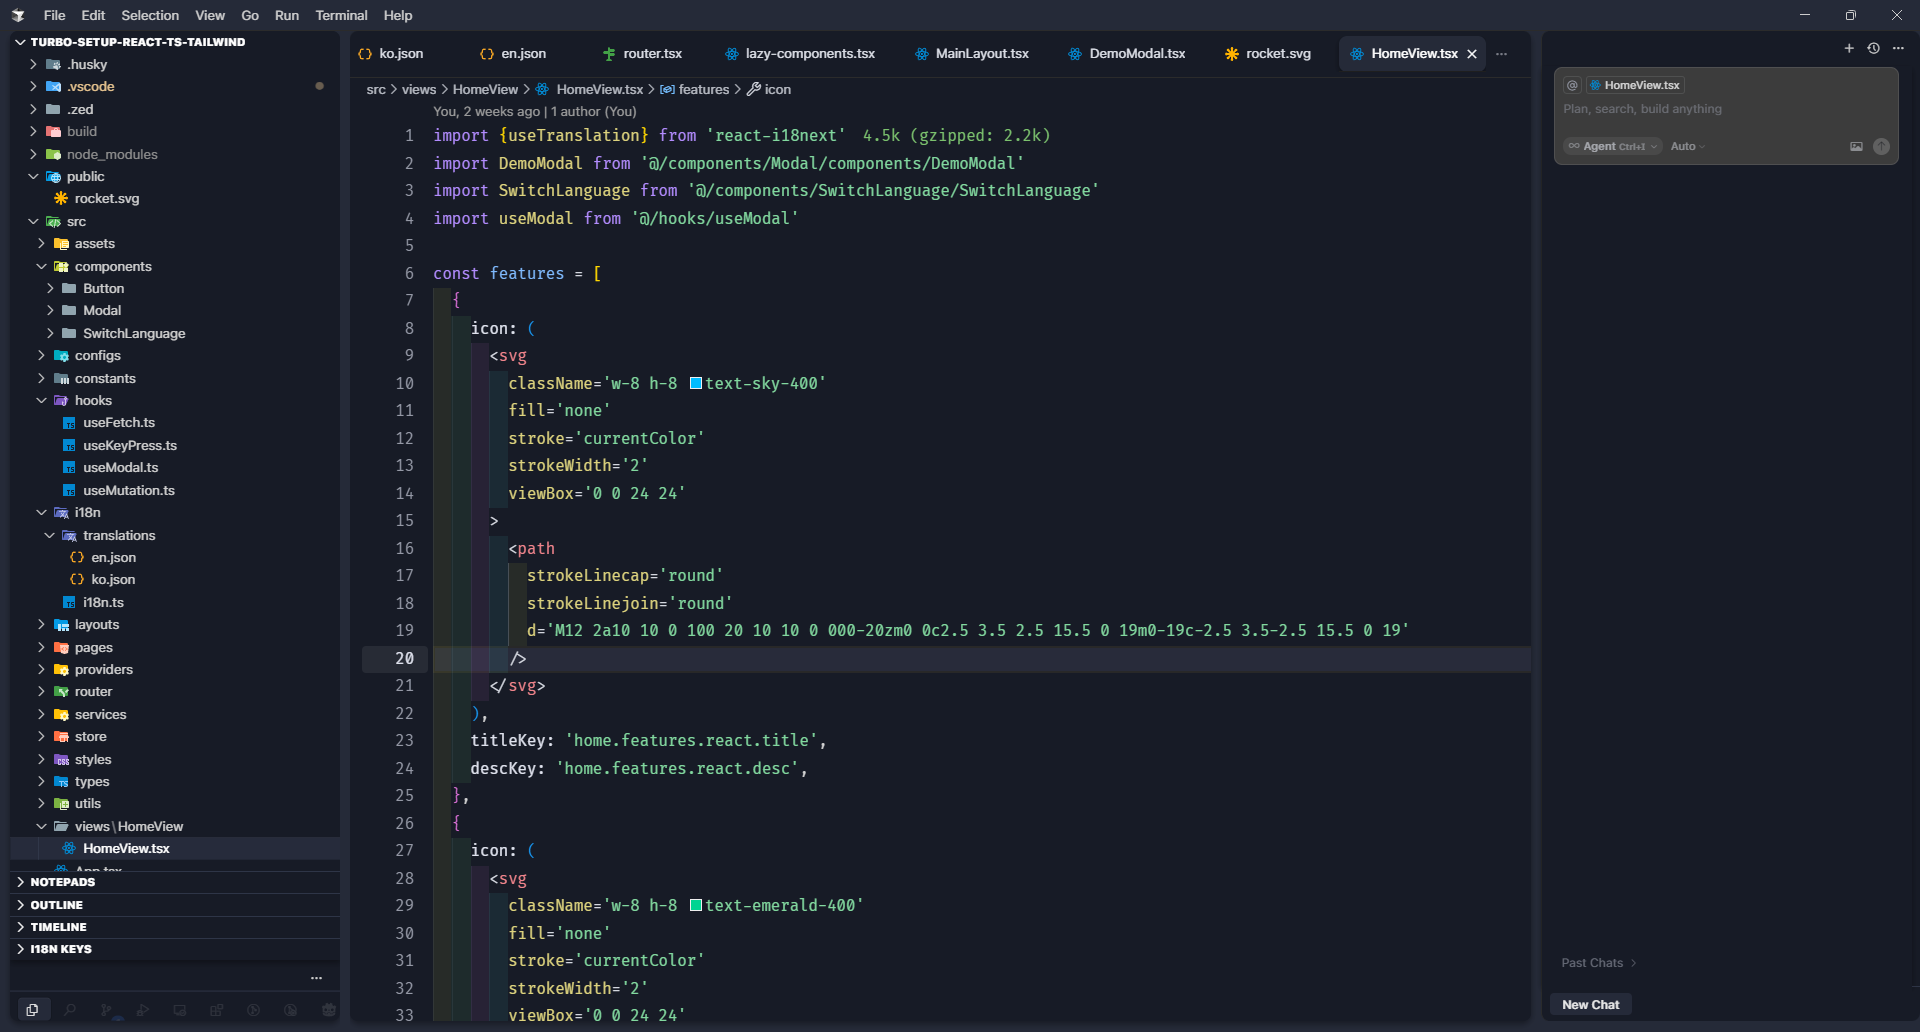 File Edit Selection View Go Run Terminal Help
TURBO-SETUP-REACT-TS-TAILWIND
.husky
.vscode
.zed
build
node_modules
public
rocket.svg
src
assets
components
Button
Modal
SwitchLanguage
configs
constants
hooks
useFetch.ts
useKeyPress.ts
useModal.ts
useMutation.ts
i18n
translations
en.json
ko.json
i18n.ts
layouts
pages
providers
router
services
store
styles
types
utils
views\HomeView
HomeView.tsx
App.tsx
NOTEPADS
OUTLINE
TIMELINE
I18N KEYS
ko.json en.json router.tsx lazy-components.tsx MainLayout.tsx DemoModal.tsx rocket.svg HomeView.tsx
src > views > HomeView > HomeView.tsx > features > icon
You, 2 weeks ago | 1 author (You)
1 import {useTranslation} from 'react-i18next' 4.5k (gzipped: 2.2k)
2 import DemoModal from '@/components/Modal/components/DemoModal'
3 import SwitchLanguage from '@/components/SwitchLanguage/SwitchLanguage'
4 import useModal from '@/hooks/useModal'
5
6 const features = [
7 {
8 icon: (
9 <svg
10 className='w-8 h-8 text-sky-400'
11 fill='none'
12 stroke='currentColor'
13 strokeWidth='2'
14 viewBox='0 0 24 24'
15 >
16 <path
17 strokeLinecap='round'
18 strokeLinejoin='round'
19 d='M12 2a10 10 0 100 20 10 10 0 000-20zm0 0c2.5 3.5 2.5 15.5 0 19m0-19c-2.5 3.5-2.5 15.5 0 19'
20 />
21 </svg>
22 ),
23 titleKey: 'home.features.react.title',
24 descKey: 'home.features.react.desc',
25 },
26 {
27 icon: (
28 <svg
29 className='w-8 h-8 text-emerald-400'
30 fill='none'
31 stroke='currentColor'
32 strokeWidth='2'
33 viewBox='0 0 24 24'
@ HomeView.tsx
Plan, search, build anything
∞ Agent Ctrl+I Auto
Past Chats >
New Chat